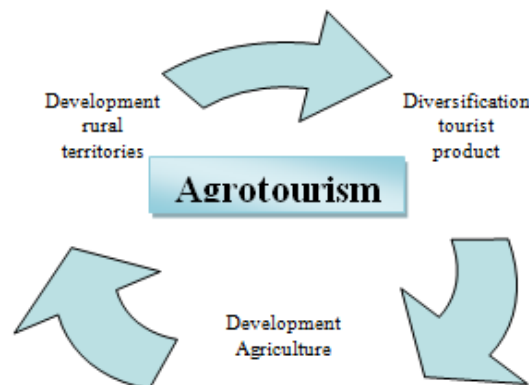 Development
rural
territories
Diversification
tourist
product
Agrotourism
Development
Agriculture